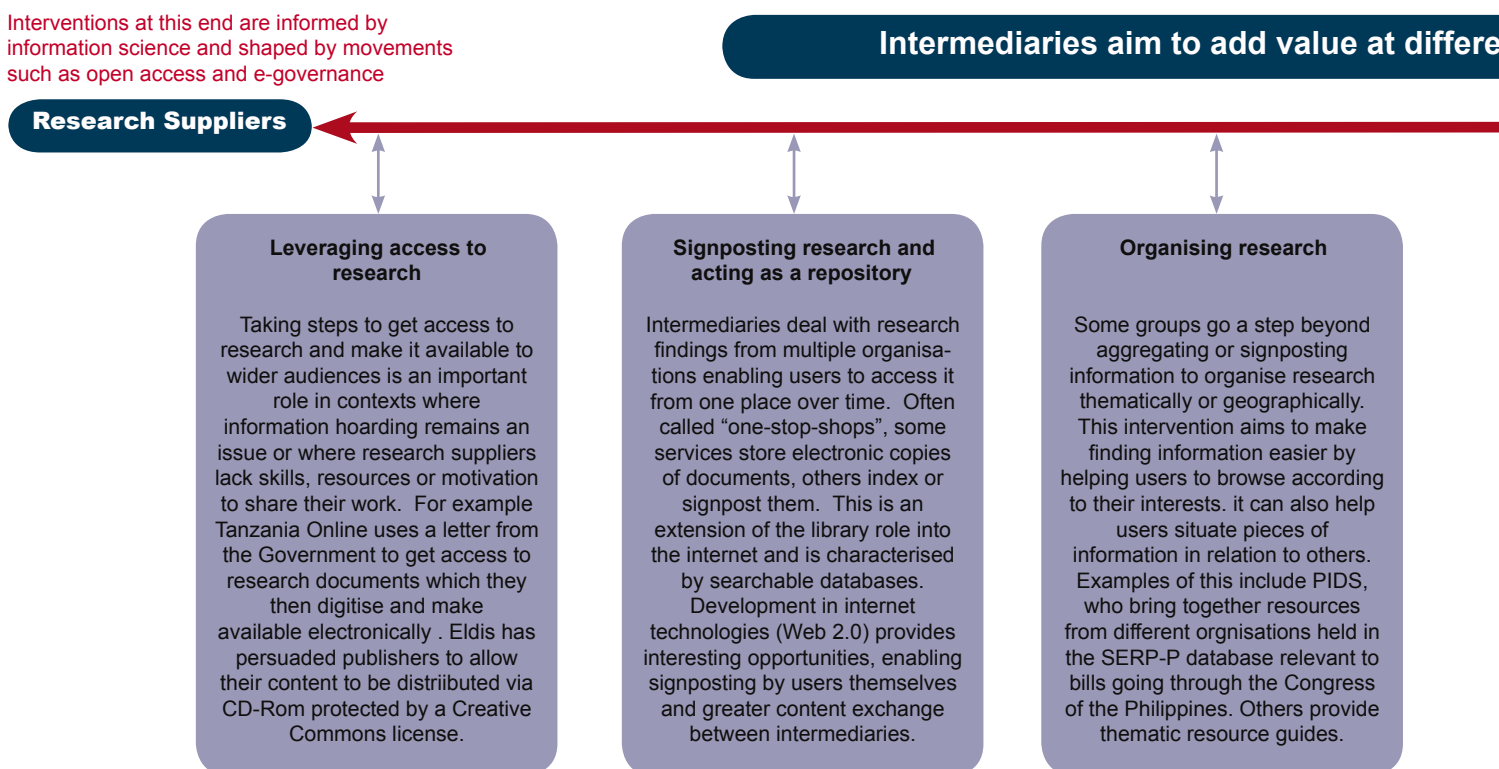 Interventions at this end are informed by
information science and shaped by movements
such as open access and e-governance
Intermediaries aim to add value at differe
Research Suppliers
Leveraging access to
research
Taking steps to get access to
research and make it available to
wider audiences is an important
role in contexts where
information hoarding remains an
issue or where research suppliers
lack skills, resources or motivation
to share their work.  For example
Tanzania Online uses a letter from
the Government to get access to
research documents which they
then digitise and make
available electronically . Eldis has
persuaded publishers to allow
their content to be distriibuted via
CD-Rom protected by a Creative
Commons license.
Signposting research and
acting as a repository
Intermediaries deal with research
findings from multiple organisa-
tions enabling users to access it
from one place over time.  Often
called “one-stop-shops”, some
services store electronic copies
of documents, others index or
signpost them.  This is an
extension of the library role into
the internet and is characterised
by searchable databases.
Development in internet
technologies (Web 2.0) provides
interesting opportunities, enabling
signposting by users themselves
and greater content exchange
between intermediaries.
Organising research
Some groups go a step beyond
aggregating or signposting
information to organise research
thematically or geographically.
This intervention aims to make
finding information easier by
helping users to browse according
to their interests. it can also help
users situate pieces of
information in relation to others.
Examples of this include PIDS,
who bring together resources
from different orgnisations held in
the SERP-P database relevant to
bills going through the Congress
of the Philippines. Others provide
thematic resource guides.